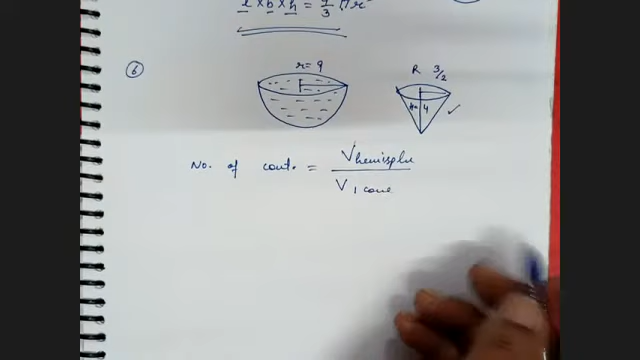 l × b × h = 1/3 πr²
6
r = 9
R 3/2
H = 4
No. of cont. = V hemisphe / V 1 cone